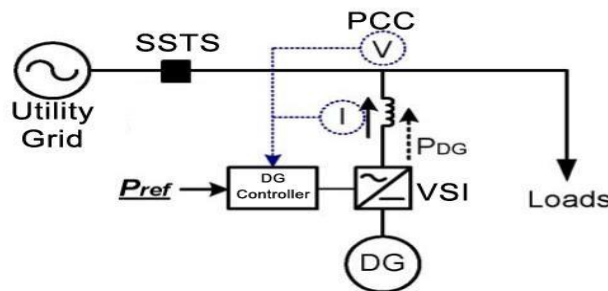 PCC
SSTS
V
Utility
Grid
I
PDG
Pref
DG
Controller
VSI
Loads
DG